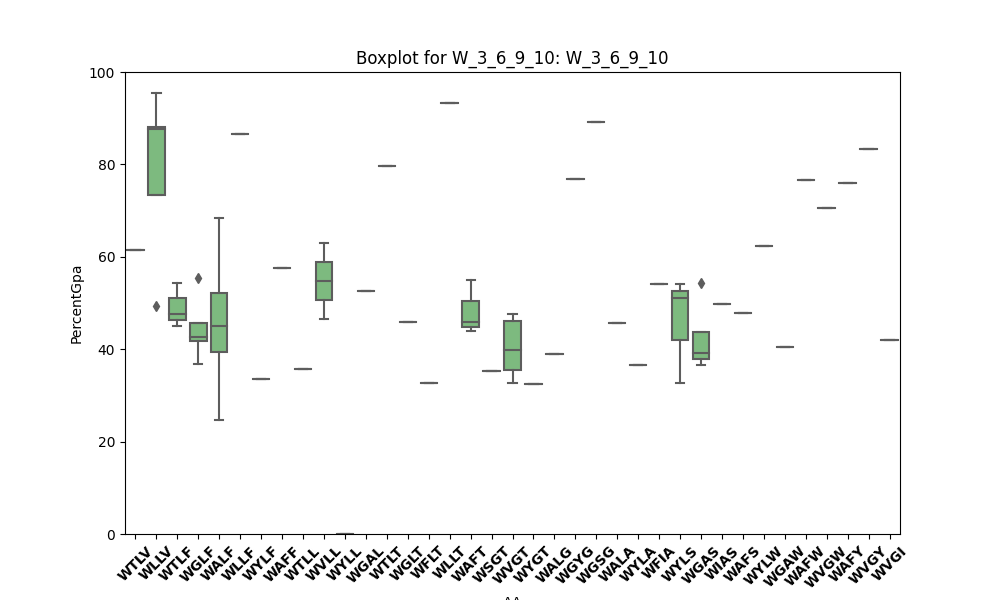 Boxplot for W_3_6_9_10: W_3_6_9_10
PercentGpa
100
80
60
40
20
0
WTLV WLLV WTLF WGLF WALF WLLF WYLF WAFF WTLL WVLL WYLL WGAL WTLT WGLT WFLT WLLT WAFT WSGT WVGT WYGT WALG WGYG WGSG WALA WYLA WFIA WYLS WGAS WIAS WAFS WYLW WGAW WAFW WVGW WAFY WVGY WVGI